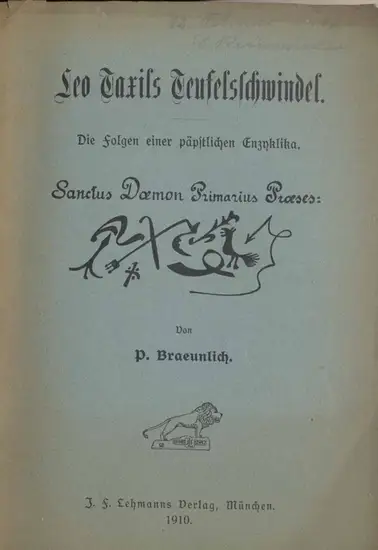 Leo Taxils Teufelsschwindel.
Die Folgen einer päpstlichen Enzyklika.
Sanctus Dæmon Primarius Præses:
Von
P. Braeunlich.
J. F. Lehmanns Verlag, München.
1910.